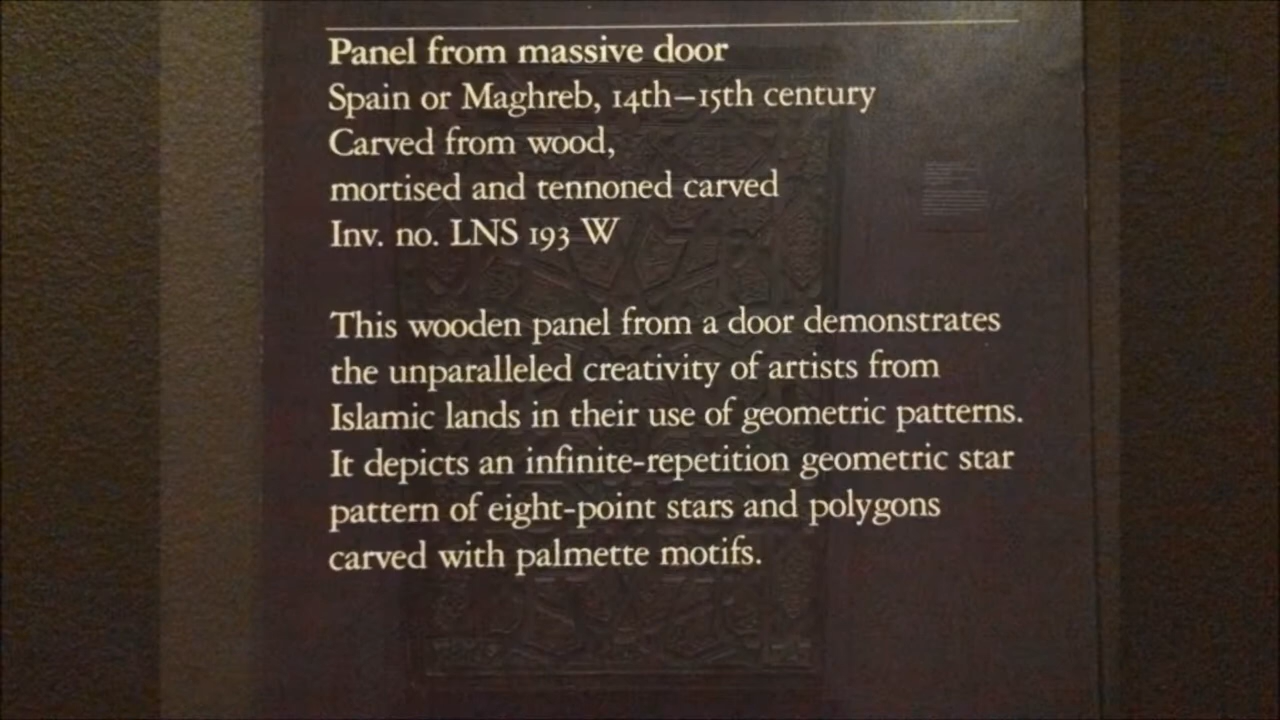 Panel from massive door
Spain or Maghreb, 14th–15th century
Carved from wood,
mortised and tennoned carved
Inv. no. LNS 193 W
This wooden panel from a door demonstrates
the unparalleled creativity of artists from
Islamic lands in their use of geometric patterns.
It depicts an infinite-repetition geometric star
pattern of eight-point stars and polygons
carved with palmette motifs.